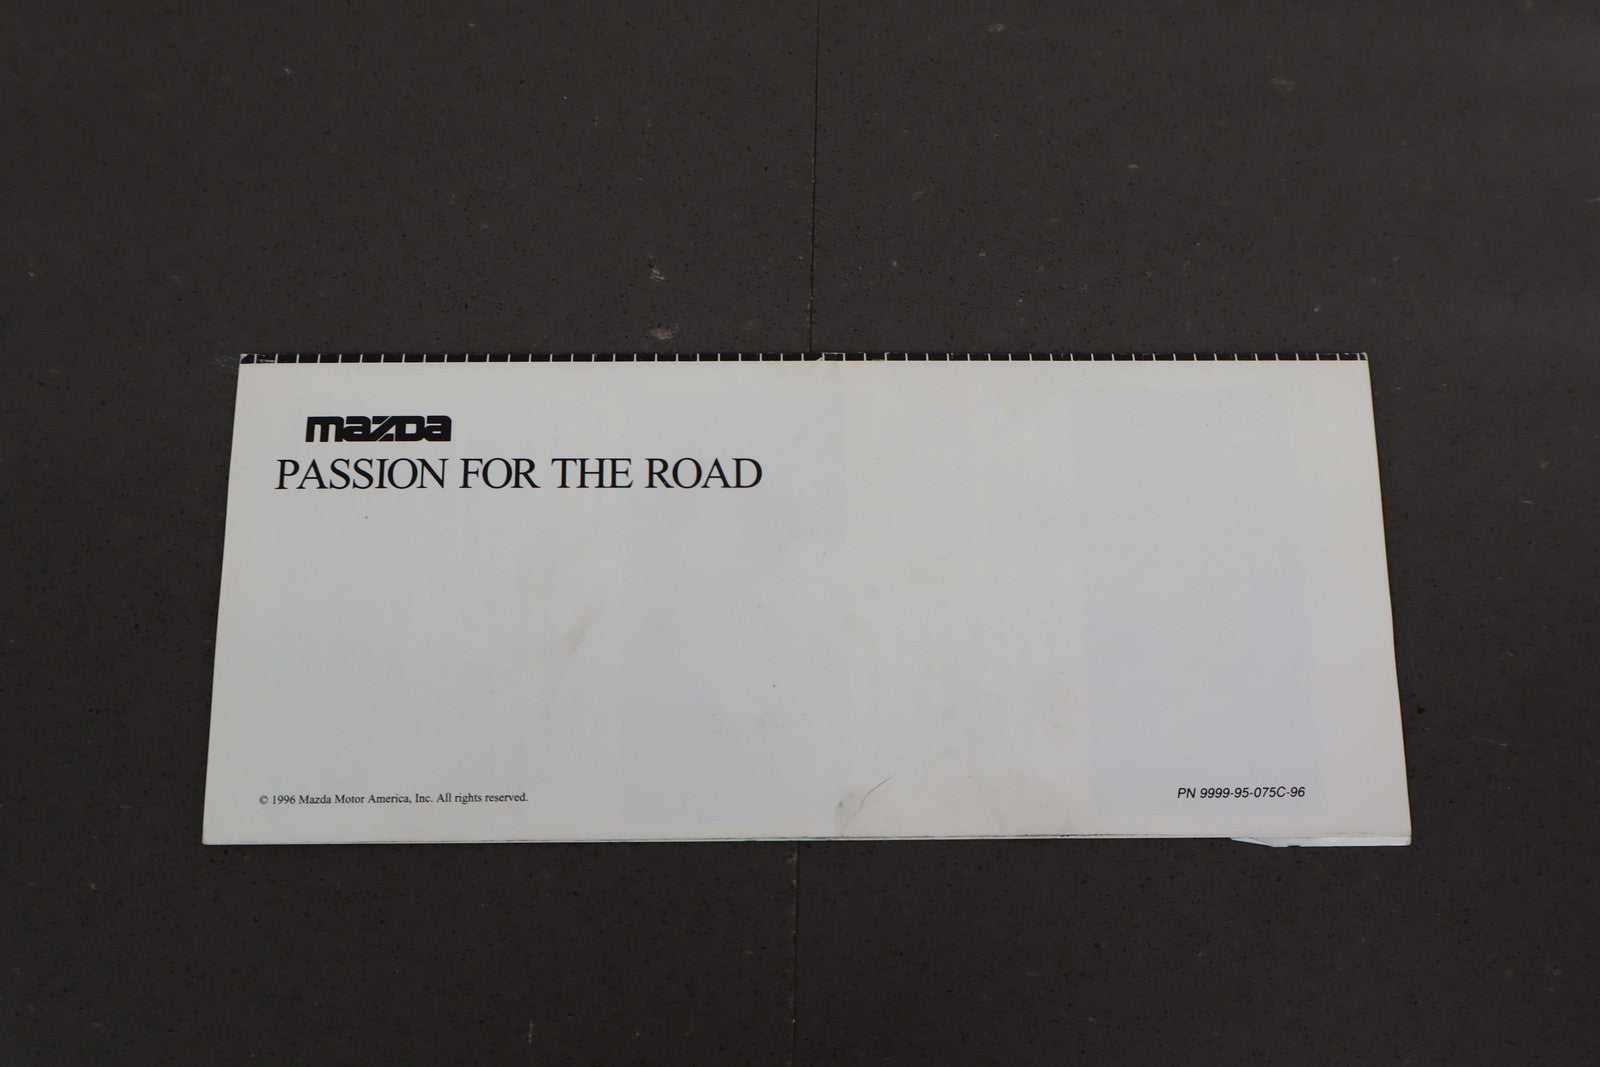 mazda
PASSION FOR THE ROAD
© 1996 Mazda Motor America, Inc. All rights reserved.
PN 9999-95-075C-96